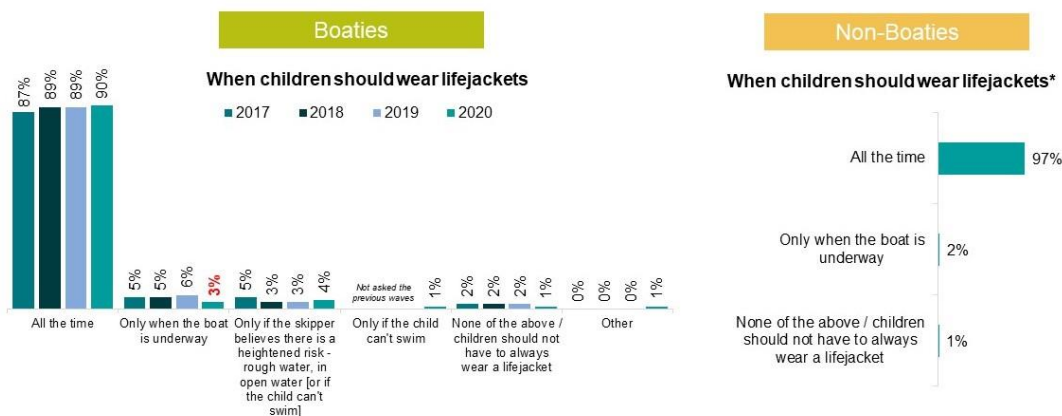 Boaties
When children should wear lifejackets
2017 2018 2019 2020
87% 89% 89% 90%
5% 5% 6% 3%
5% 3% 3% 4%
Not asked the
previous waves
1%
2% 2% 2% 1%
0% 0% 0% 1%
All the time
Only when the boat
is underway
Only if the skipper
believes there is a
heightened risk -
rough water, in
open water [or if
the child can't
swim]
Only if the child
can't swim
None of the above /
children should not
have to always
wear a lifejacket
Other
Non-Boaties
When children should wear lifejackets*
All the time
97%
Only when the boat is
underway
2%
None of the above / children
should not have to always
wear a lifejacket
1%